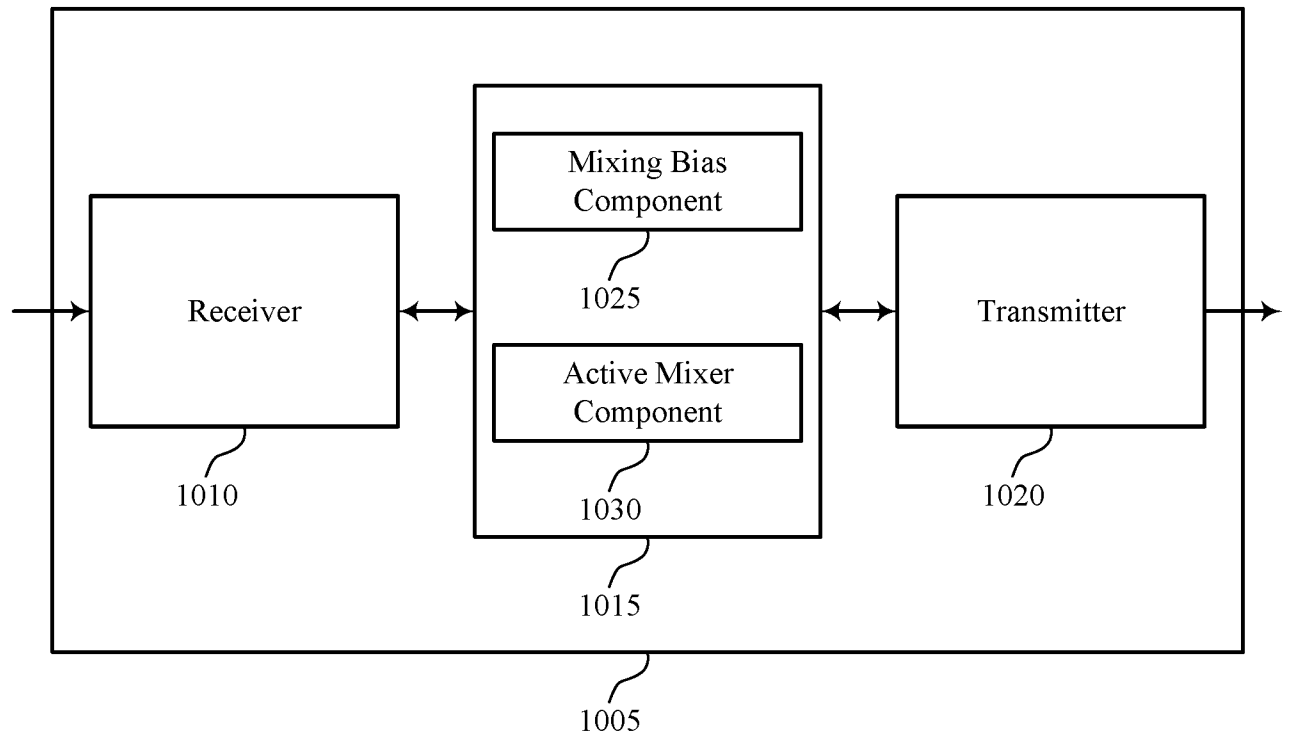 Mixing Bias
Component
1025
Receiver
Transmitter
Active Mixer
Component
1010
1030
1020
1015
1005